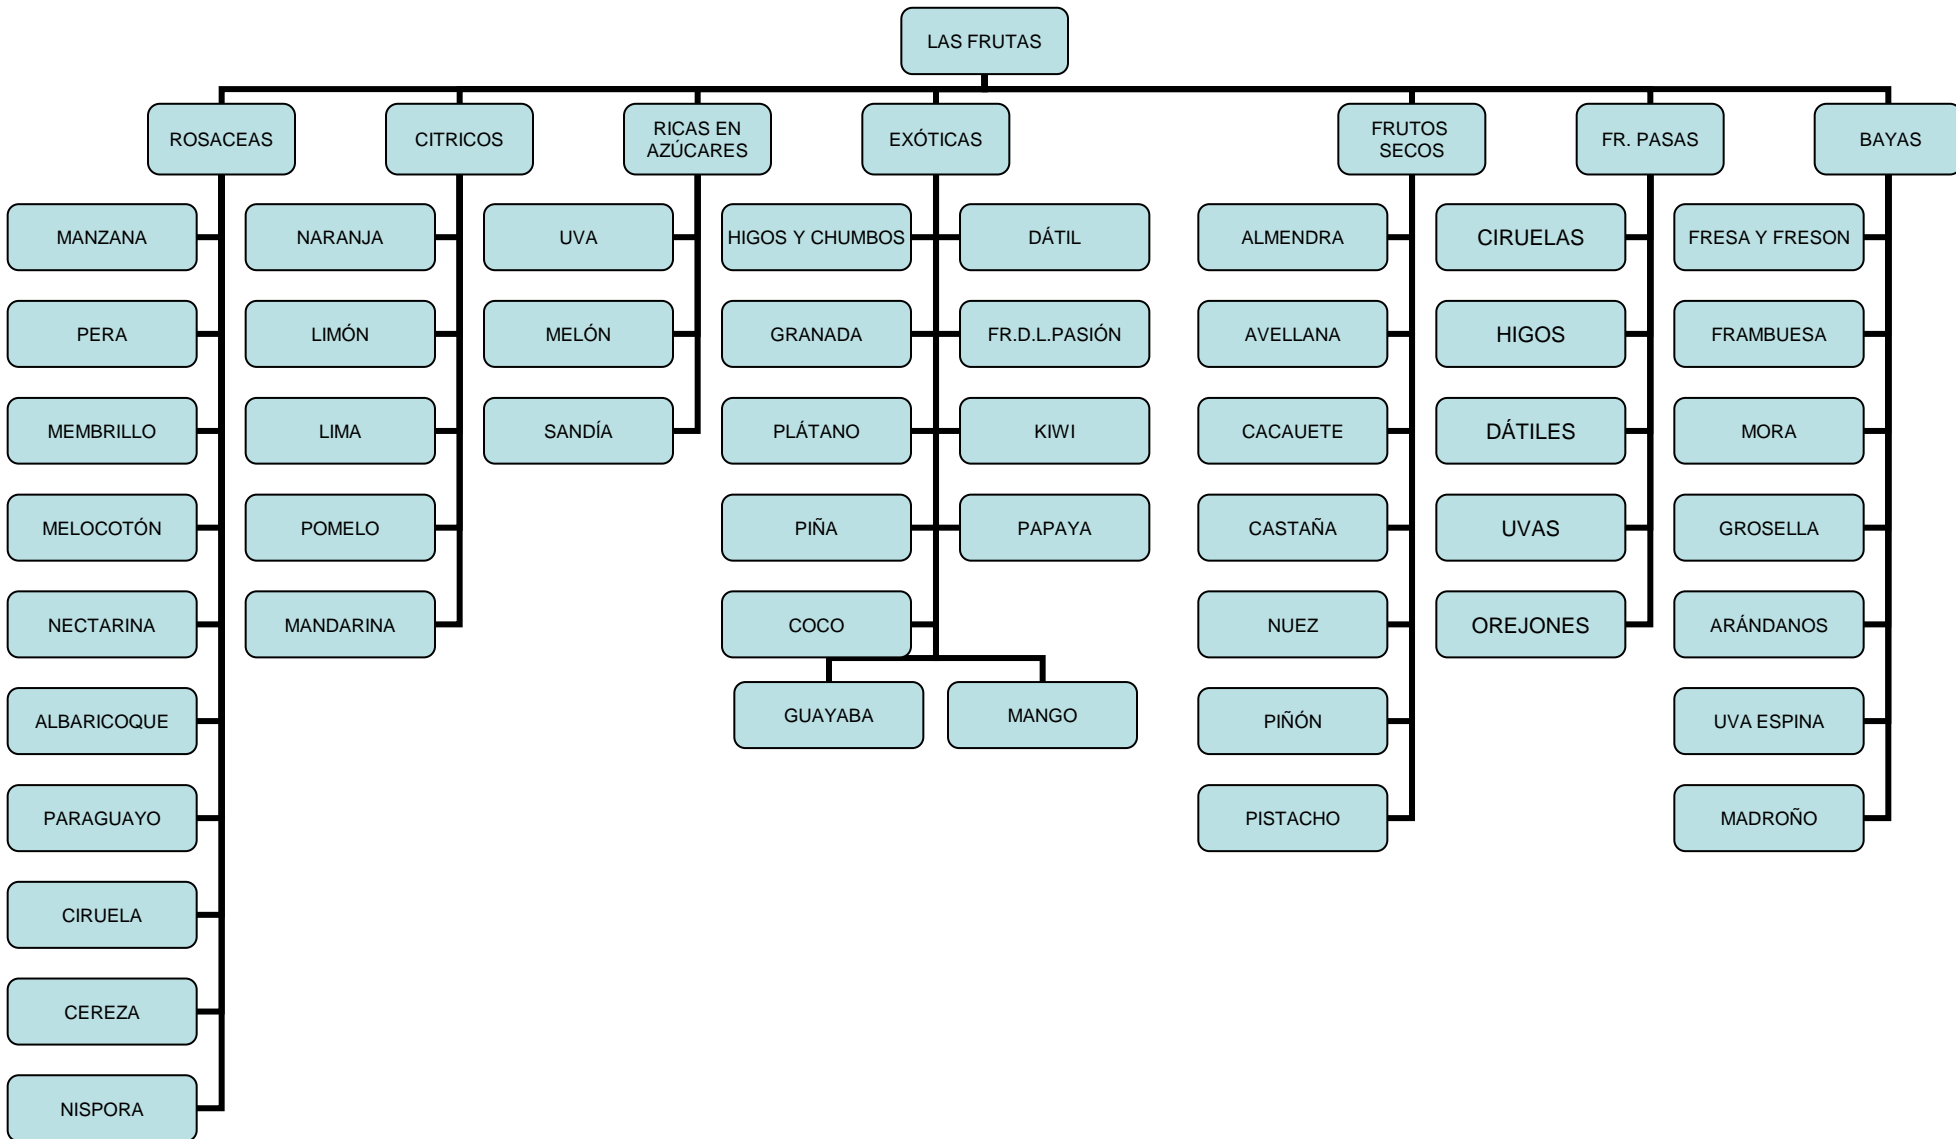 LAS FRUTAS
ROSACEAS
CITRICOS
RICAS EN
AZÚCARES
EXÓTICAS
FRUTOS
SECOS
FR. PASAS
BAYAS
MANZANA
PERA
MEMBRILLO
MELOCOTÓN
NECTARINA
ALBARICOQUE
PARAGUAYO
CIRUELA
CEREZA
NISPORA
NARANJA
LIMÓN
LIMA
POMELO
MANDARINA
UVA
MELÓN
SANDÍA
HIGOS Y CHUMBOS
DÁTIL
GRANADA
FR.D.L.PASIÓN
PLÁTANO
KIWI
PIÑA
PAPAYA
COCO
GUAYABA
MANGO
ALMENDRA
AVELLANA
CACAUETE
CASTAÑA
NUEZ
PIÑÓN
PISTACHO
CIRUELAS
HIGOS
DÁTILES
UVAS
OREJONES
FRESA Y FRESON
FRAMBUESA
MORA
GROSELLA
ARÁNDANOS
UVA ESPINA
MADROÑO